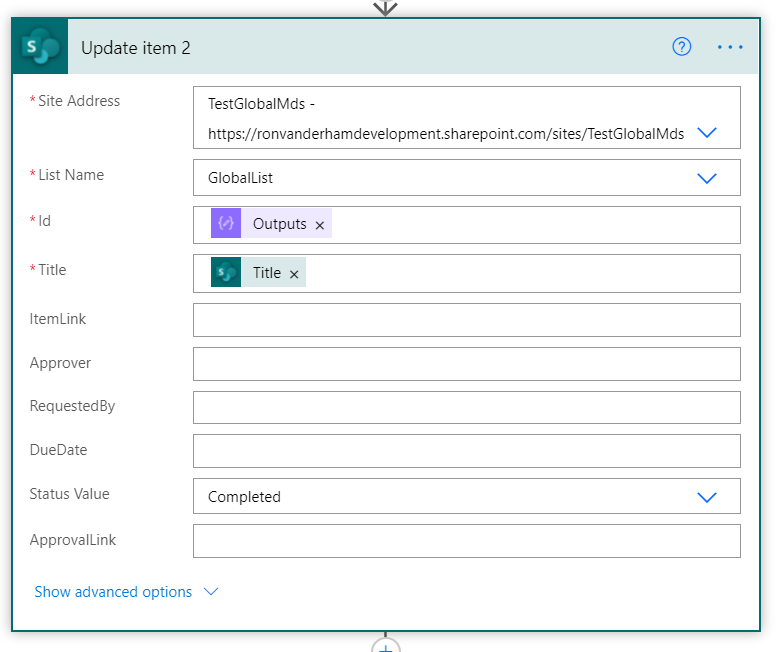 Update item 2
* Site Address
TestGlobalMds -
https://ronvanderhamdevelopment.sharepoint.com/sites/TestGlobalMds
* List Name
GlobalList
* Id
Outputs ×
* Title
Title ×
ItemLink
Approver
RequestedBy
DueDate
Status Value
Completed
ApprovalLink
Show advanced options